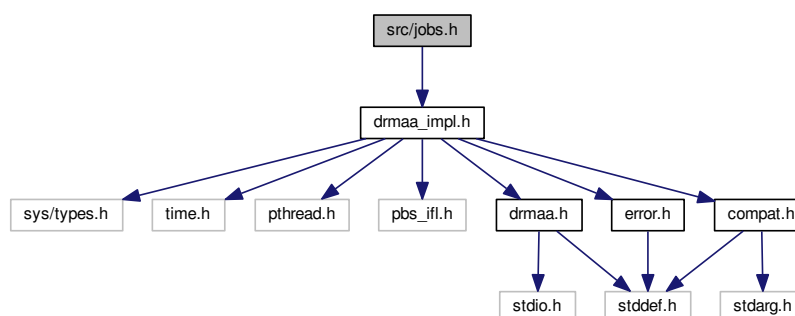 src/jobs.h
drmaa_impl.h
sys/types.h
time.h
pthread.h
pbs_ifl.h
drmaa.h
error.h
compat.h
stdio.h
stddef.h
stdarg.h